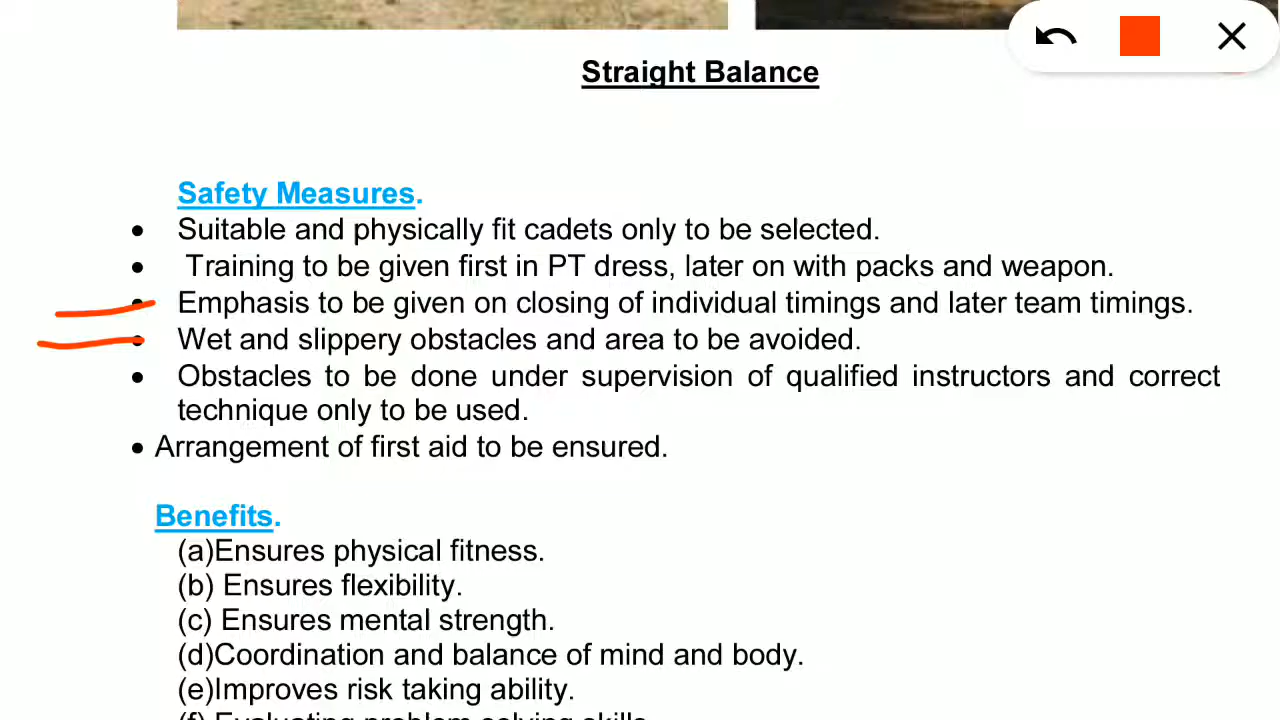 Straight Balance
Safety Measures.
• Suitable and physically fit cadets only to be selected.
• Training to be given first in PT dress, later on with packs and weapon.
• Emphasis to be given on closing of individual timings and later team timings.
• Wet and slippery obstacles and area to be avoided.
• Obstacles to be done under supervision of qualified instructors and correct
technique only to be used.
• Arrangement of first aid to be ensured.
Benefits.
(a)Ensures physical fitness.
(b) Ensures flexibility.
(c) Ensures mental strength.
(d)Coordination and balance of mind and body.
(e)Improves risk taking ability.
(f) Evaluating problem solving skills